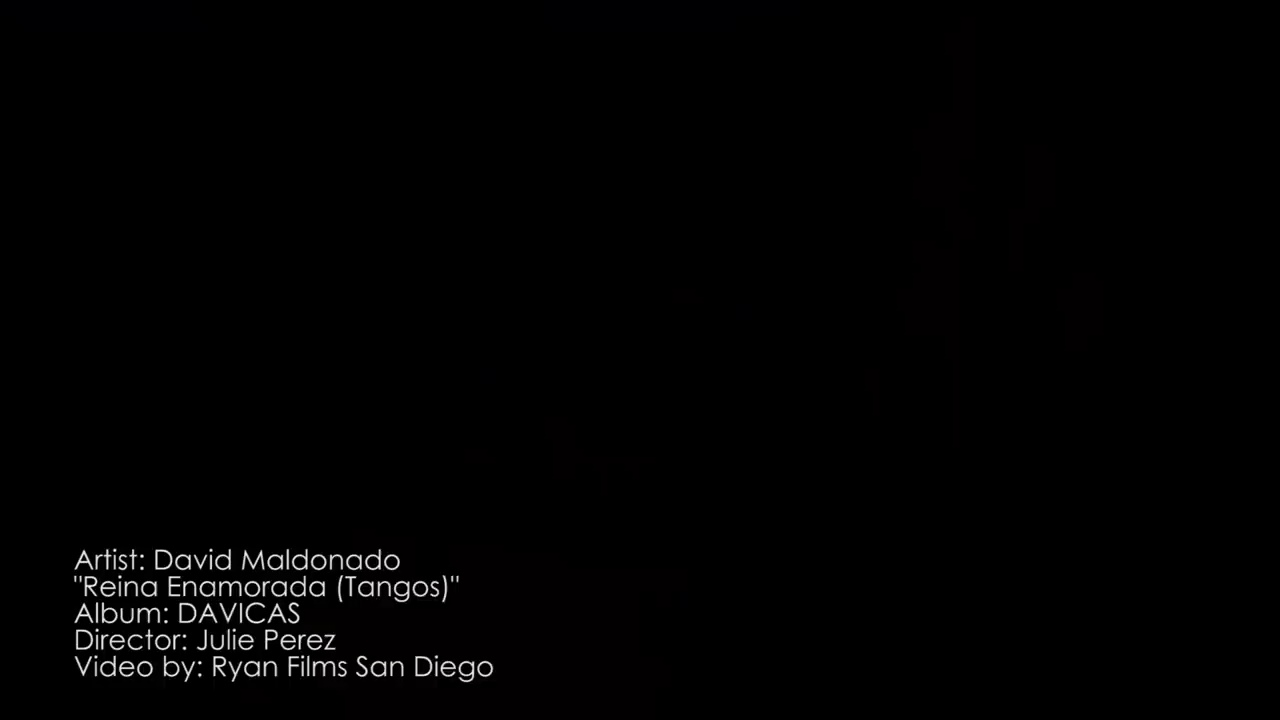 Artist: David Maldonado
"Reina Enamorada (Tangos)"
Album: DAVICAS
Director: Julie Perez
Video by: Ryan Films San Diego